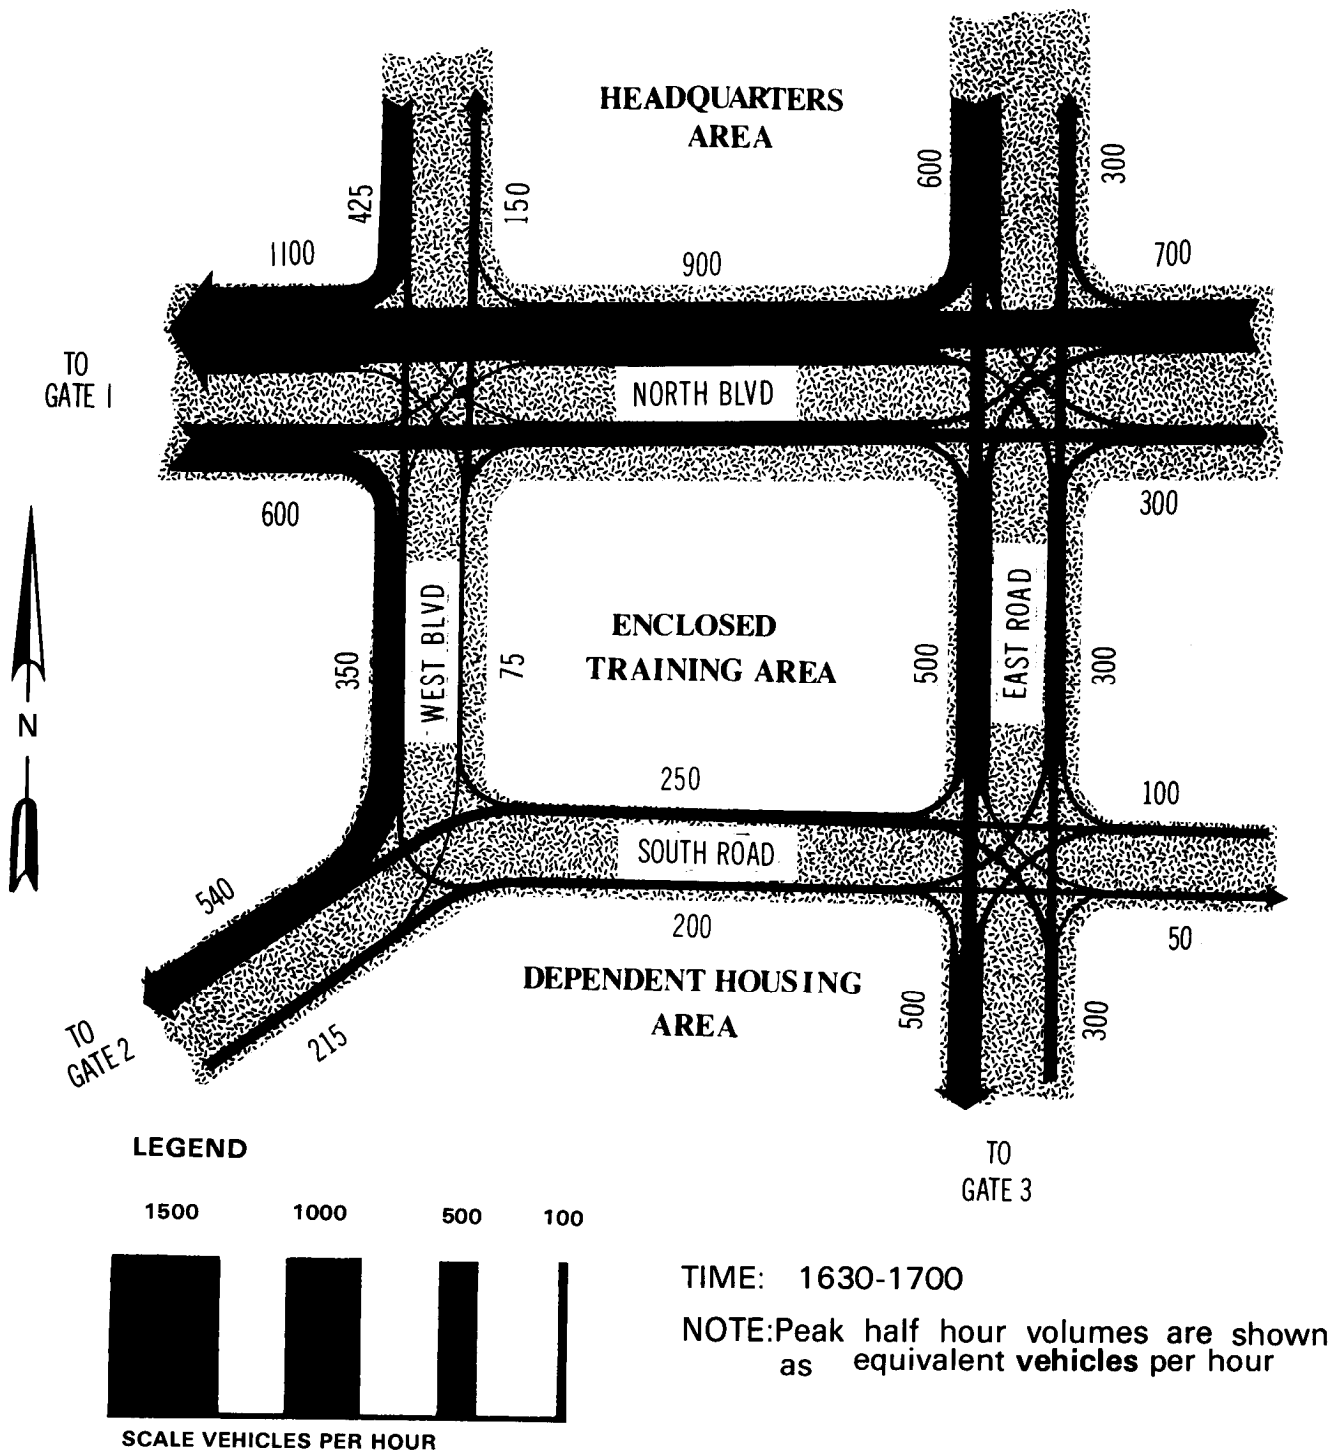 HEADQUARTERS
AREA
425
150
600
300
1100
900
700
TO
GATE 1
NORTH BLVD
600
300
N
350
WEST BLVD
75
ENCLOSED
TRAINING AREA
500
EAST ROAD
300
250
100
SOUTH ROAD
540
200
50
DEPENDENT HOUSING
AREA
215
500
300
TO
GATE 2
TO
GATE 3
LEGEND
1500 1000 500 100
SCALE VEHICLES PER HOUR
TIME: 1630-1700
NOTE:Peak half hour volumes are shown
as equivalent vehicles per hour